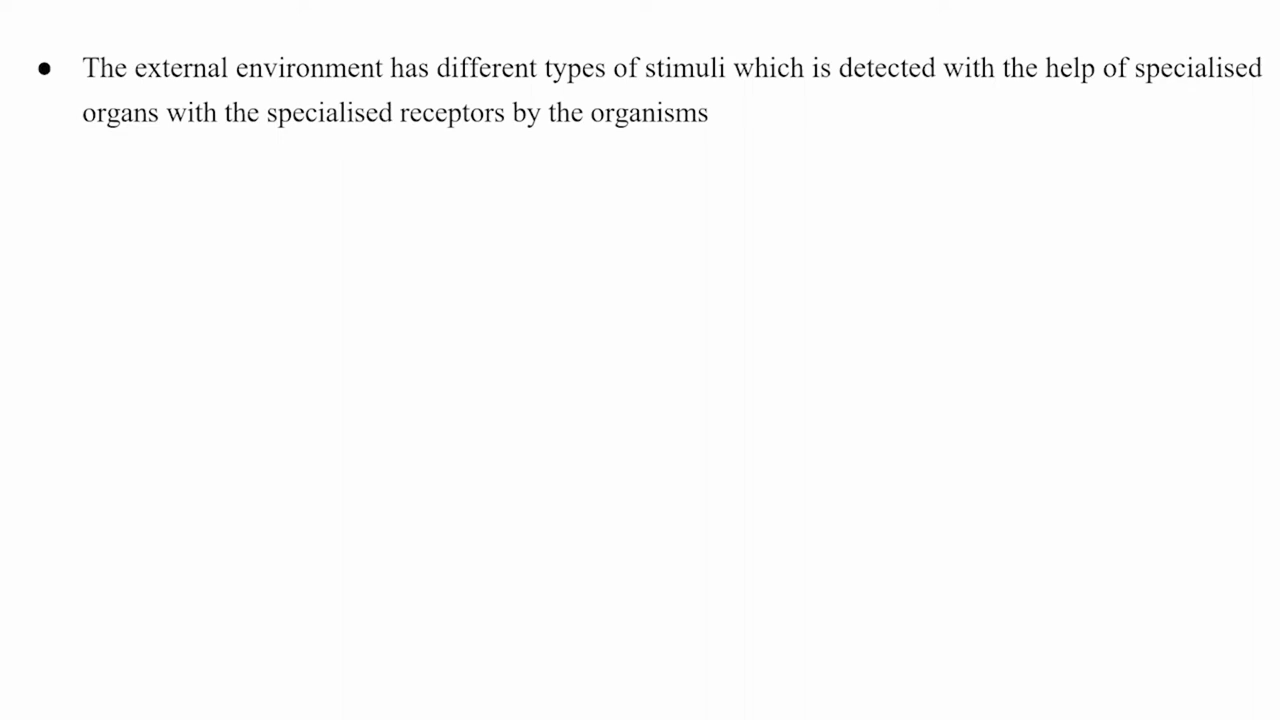 ● The external environment has different types of stimuli which is detected with the help of specialised
organs with the specialised receptors by the organisms